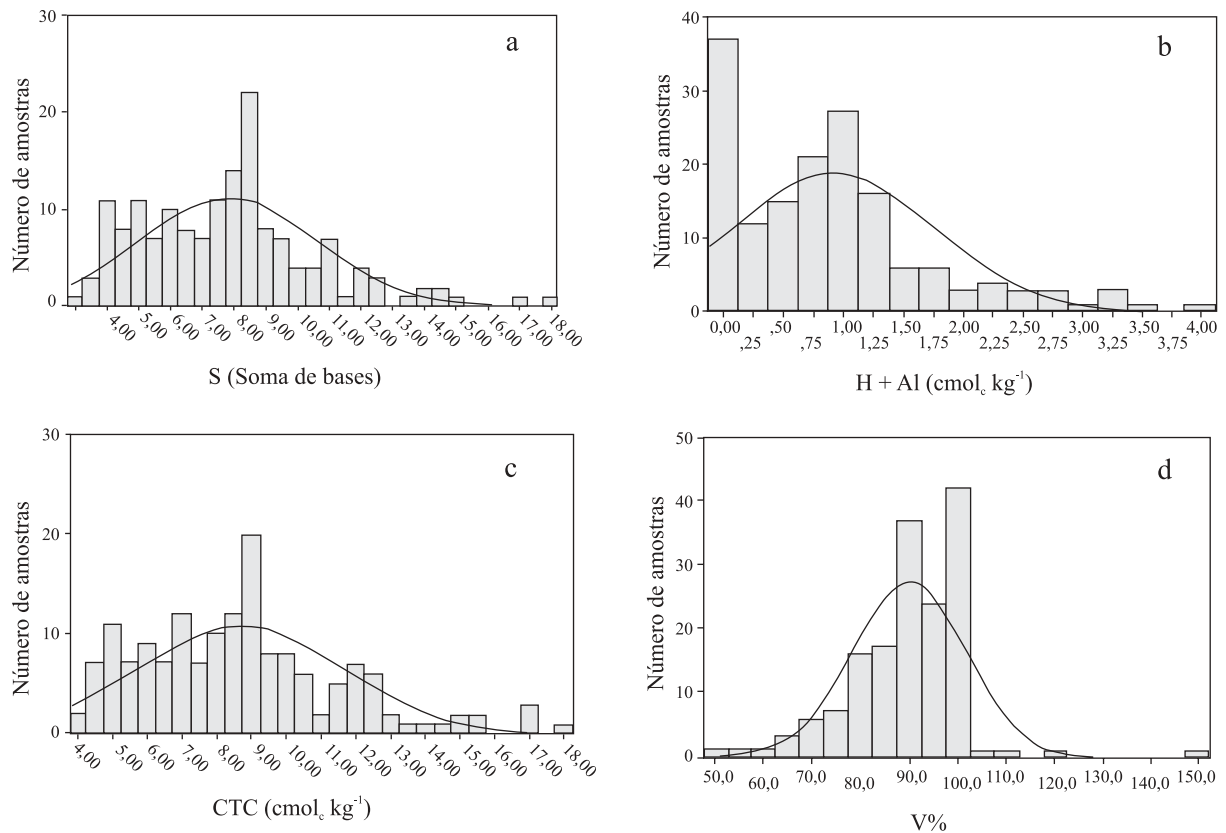 30
20
10
0
Número de amostras
a
4,00 5,00 6,00 7,00 8,00 9,00 10,00 11,00 12,00 13,00 14,00 15,00 16,00 17,00 18,00
S (Soma de bases)
40
30
20
10
0
Número de amostras
b
0,00 ,50 1,00 1,50 2,00 2,50 3,00 3,50 4,00
,25 ,75 1,25 1,75 2,25 2,75 3,25 3,75
H + Al (cmolc kg-1)
30
20
10
0
Número de amostras
c
4,00 5,00 6,00 7,00 8,00 9,00 10,00 11,00 12,00 13,00 14,00 15,00 16,00 17,00 18,00
CTC (cmolc kg-1)
50
40
30
20
10
0
Número de amostras
d
50,0 60,0 70,0 80,0 90,0 100,0 110,0 120,0 130,0 140,0 150,0
V%